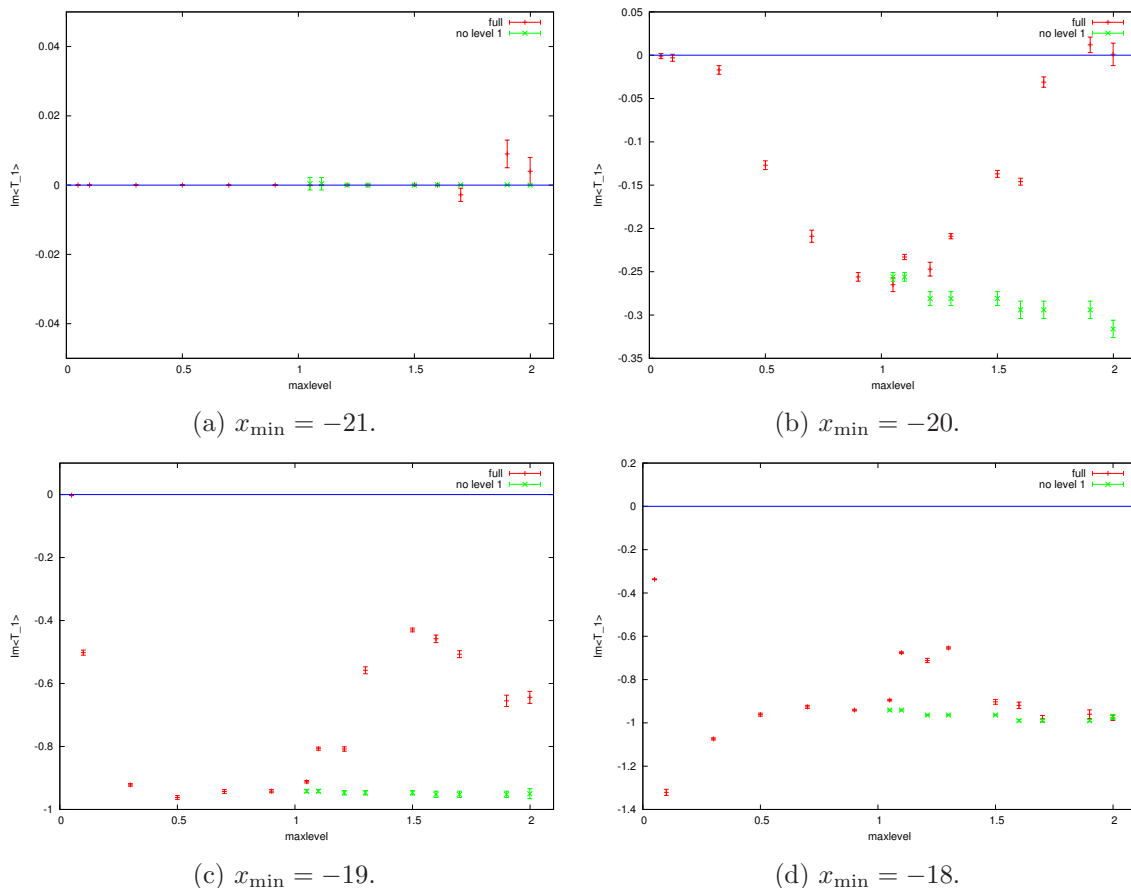 full
no level 1
0.04
0.02
0
-0.02
-0.04
Im<T_1>
0 0.5 1 1.5 2
maxlevel
(a) x_min = −21.
full
no level 1
0.05
0
-0.05
-0.1
-0.15
-0.2
-0.25
-0.3
-0.35
Im<T_1>
0 0.5 1 1.5 2
maxlevel
(b) x_min = −20.
full
no level 1
0
-0.2
-0.4
-0.6
-0.8
-1
Im<T_1>
0 0.5 1 1.5 2
maxlevel
(c) x_min = −19.
full
no level 1
0.2
0
-0.2
-0.4
-0.6
-0.8
-1
-1.2
-1.4
Im<T_1>
0 0.5 1 1.5 2
maxlevel
(d) x_min = −18.